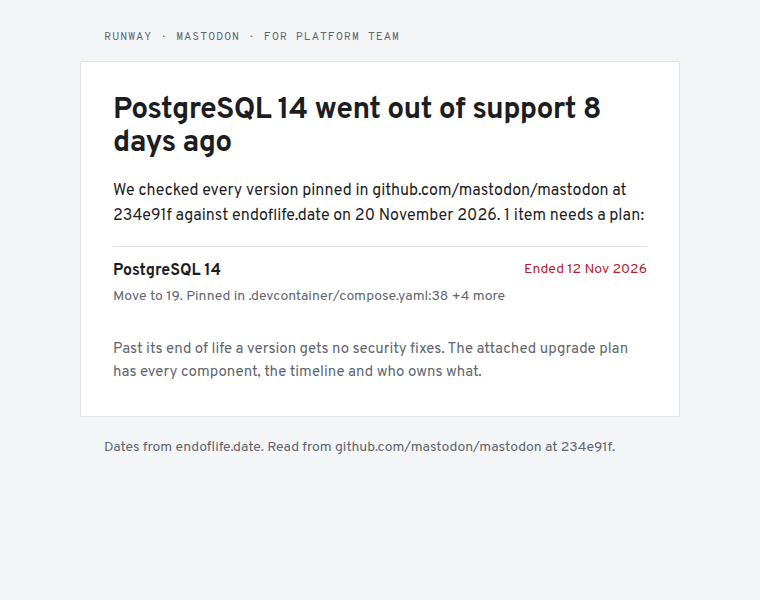 RUNWAY · MASTODON · FOR PLATFORM TEAM
PostgreSQL 14 went out of support 8
days ago
We checked every version pinned in github.com/mastodon/mastodon at
234e91f against endoflife.date on 20 November 2026. 1 item needs a plan:
PostgreSQL 14
Ended 12 Nov 2026
Move to 19. Pinned in .devcontainer/compose.yaml:38 +4 more
Past its end of life a version gets no security fixes. The attached upgrade plan
has every component, the timeline and who owns what.
Dates from endoflife.date. Read from github.com/mastodon/mastodon at 234e91f.